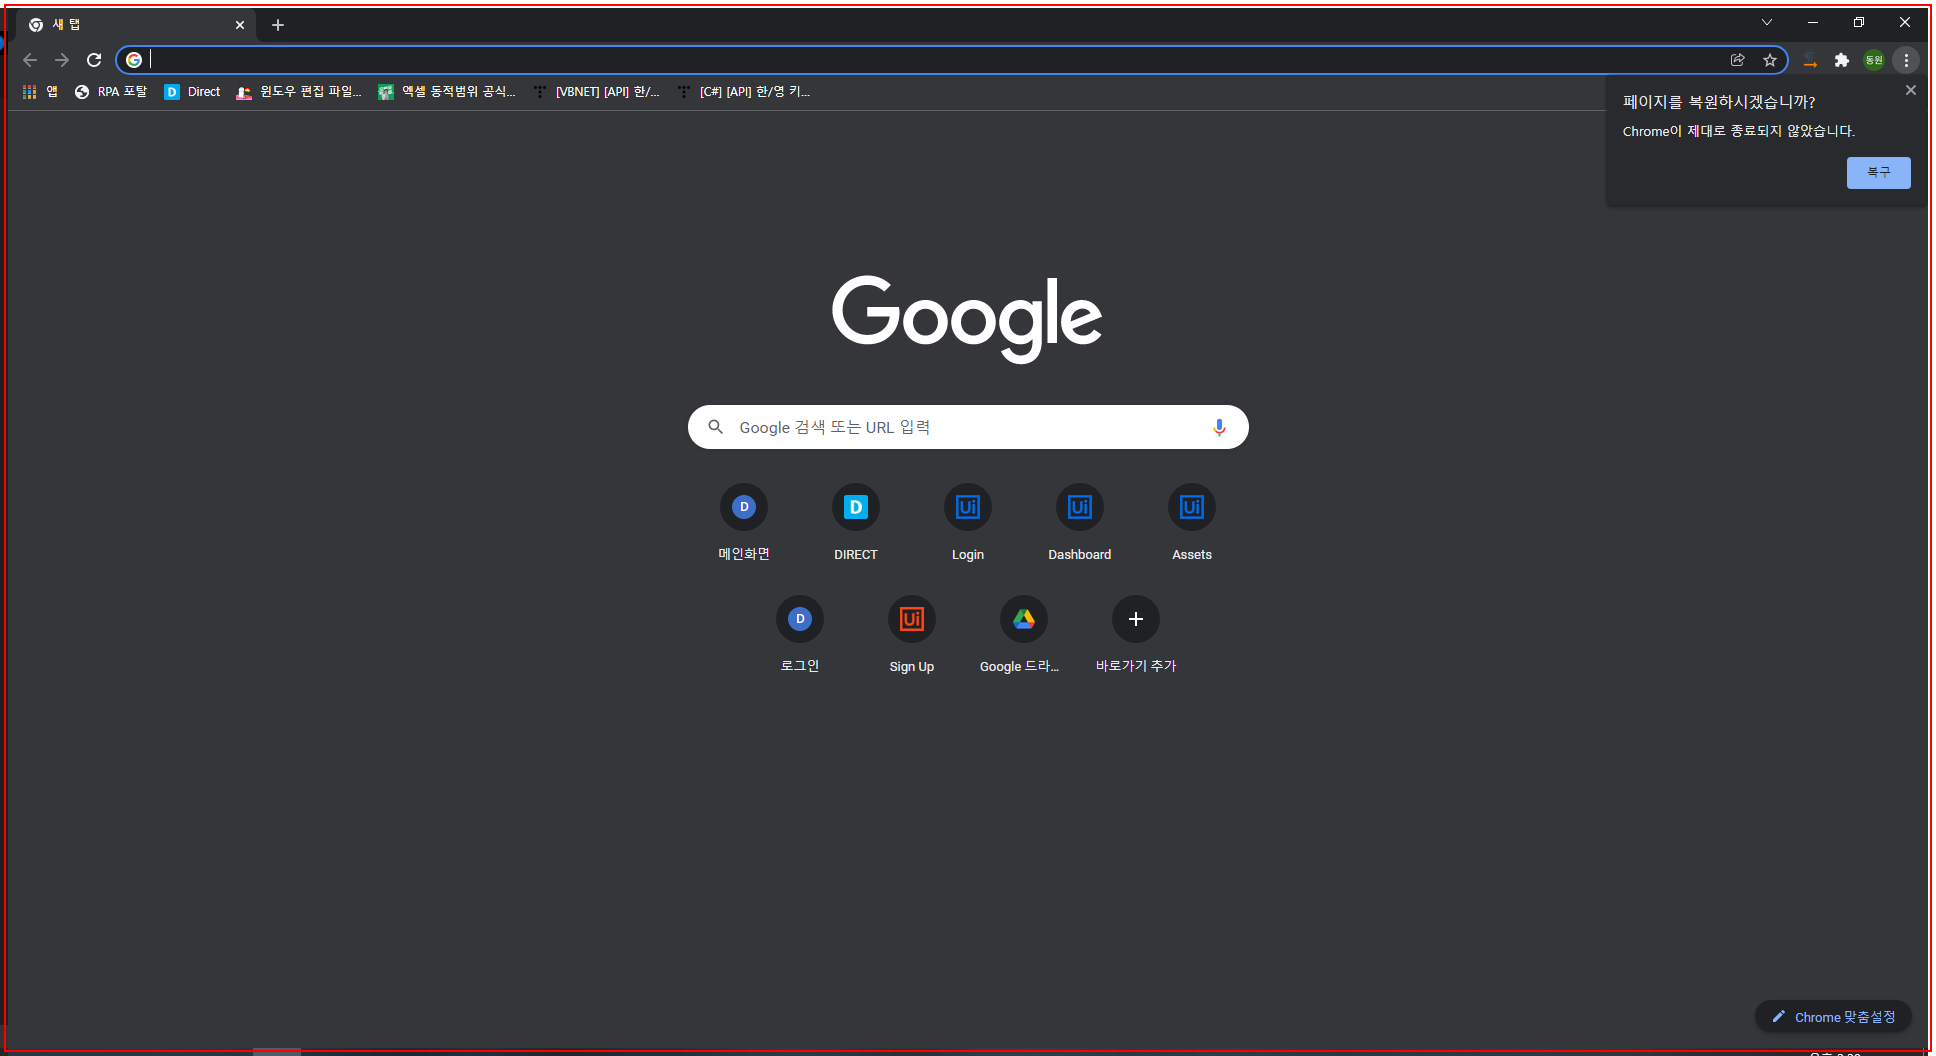 새 탭
앱 RPA 포탈 D Direct 윈도우 편집 파일... 엑셀 동적범위 공식... [VBNET] [API] 한/... [C#] [API] 한/영 키...
동원
페이지를 복원하시겠습니까?
Chrome이 제대로 종료되지 않았습니다.
복구
Google
Google 검색 또는 URL 입력
D D Ui Ui Ui
메인화면 DIRECT Login Dashboard Assets
D Ui
로그인 Sign Up Google 드라... 바로가기 추가
Chrome 맞춤설정